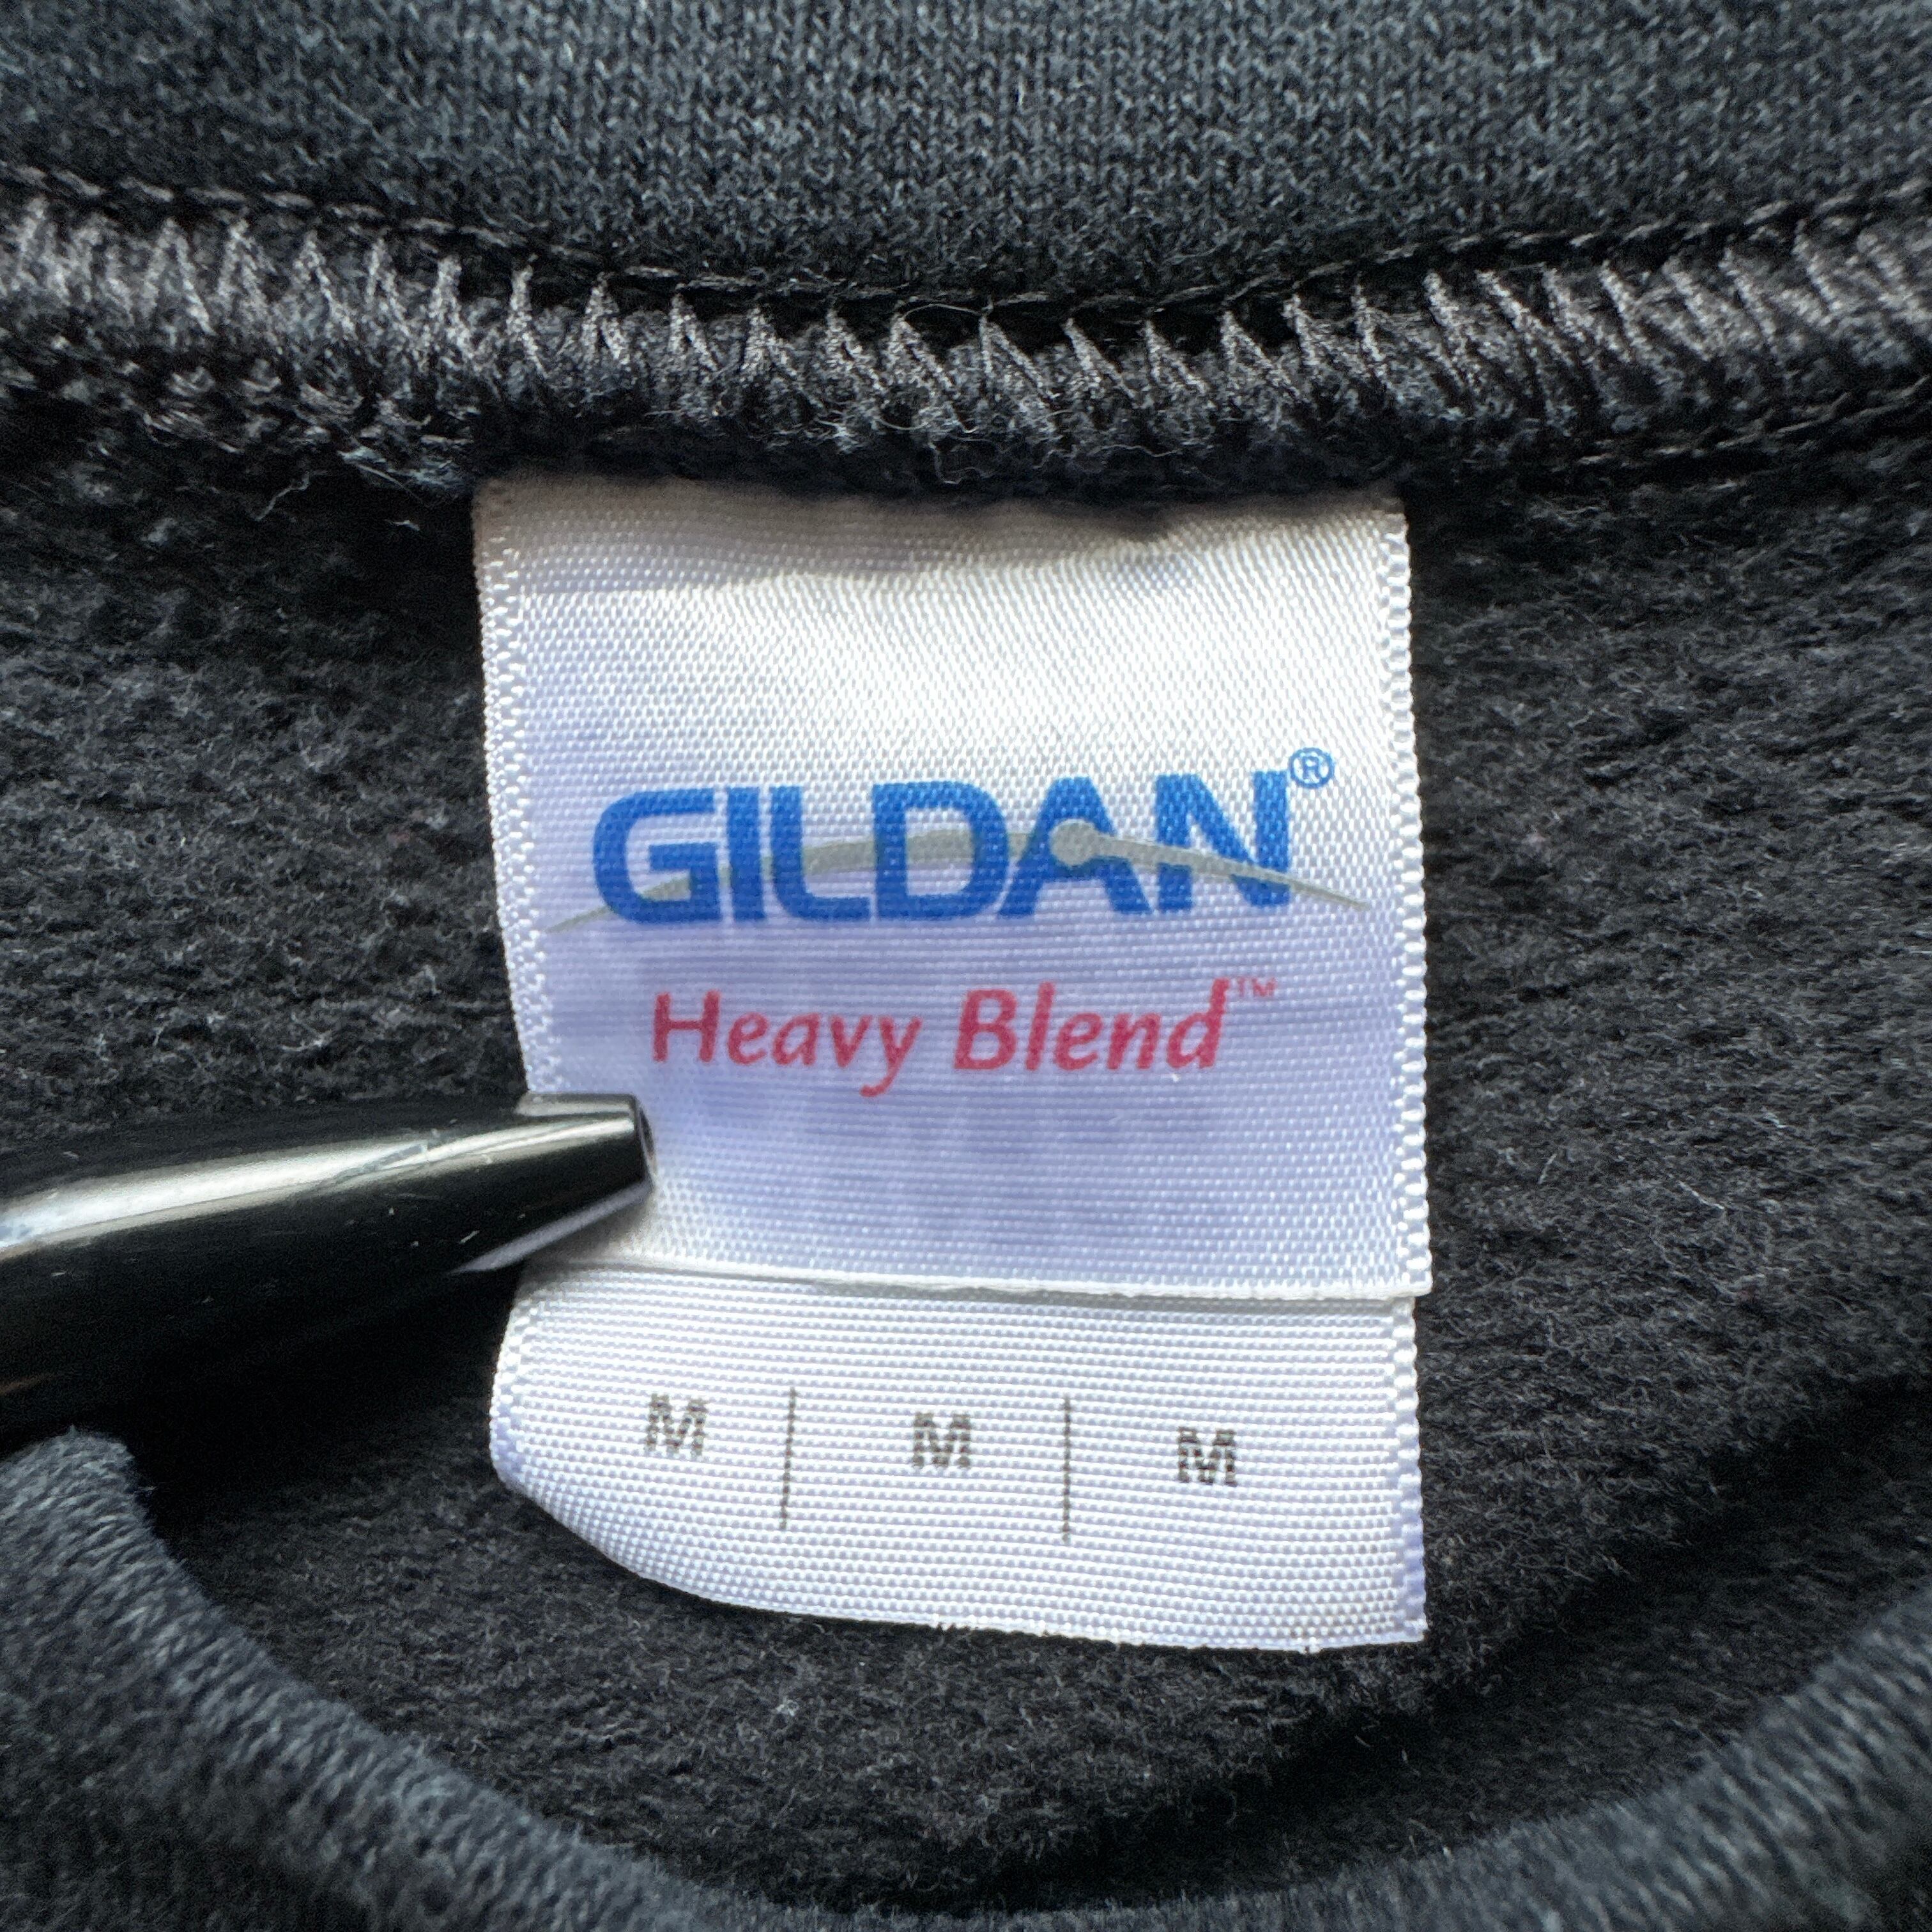 GILDAN®
Heavy Blend™
M | M | M